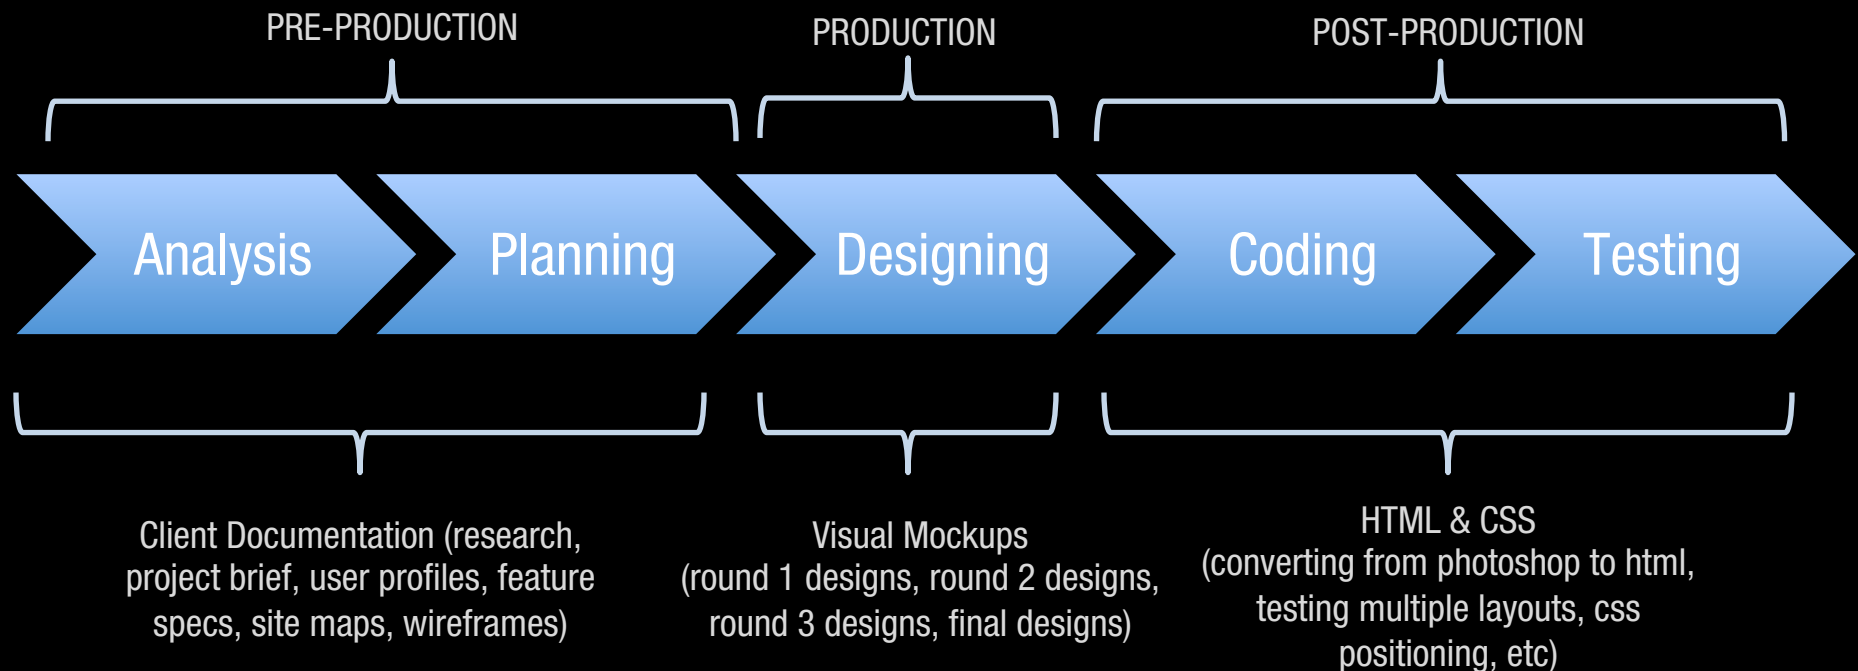 PRE-PRODUCTION
PRODUCTION
POST-PRODUCTION
Analysis
Planning
Designing
Coding
Testing
Client Documentation (research,
project brief, user profiles, feature
specs, site maps, wireframes)
Visual Mockups
(round 1 designs, round 2 designs,
round 3 designs, final designs)
HTML & CSS
(converting from photoshop to html,
testing multiple layouts, css
positioning, etc)